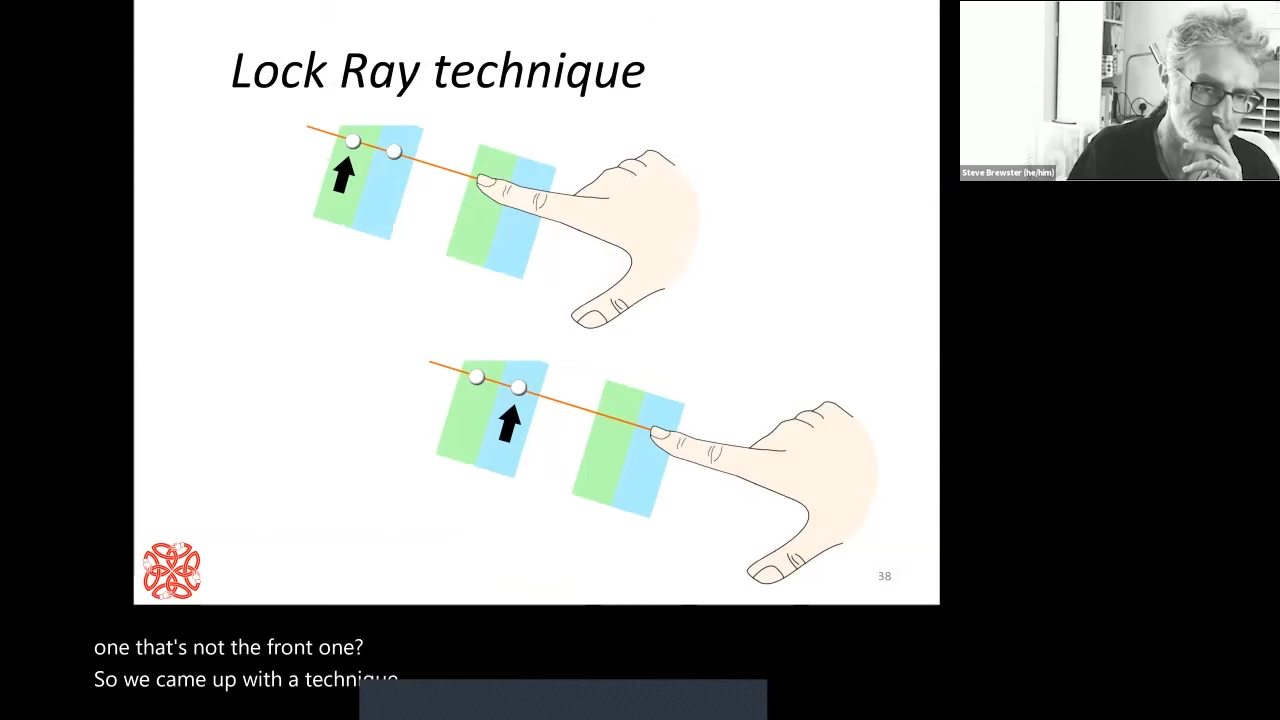 Lock Ray technique
Steve Brewster (he/him)
38
one that's not the front one?
So we came up with a technique